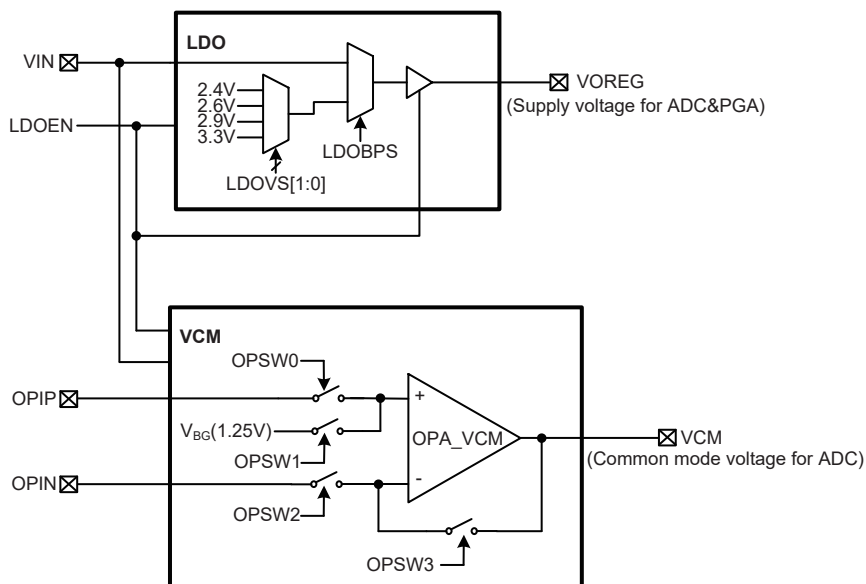 LDO
VIN
2.4V
2.6V
2.9V
3.3V
VOREG
(Supply voltage for ADC&PGA)
LDOEN
LDOBPS
LDOVS[1:0]
VCM
OPSW0
OPIP
+
VBG(1.25V)
OPA_VCM
VCM
(Common mode voltage for ADC)
OPSW1
OPIN
-
OPSW2
OPSW3